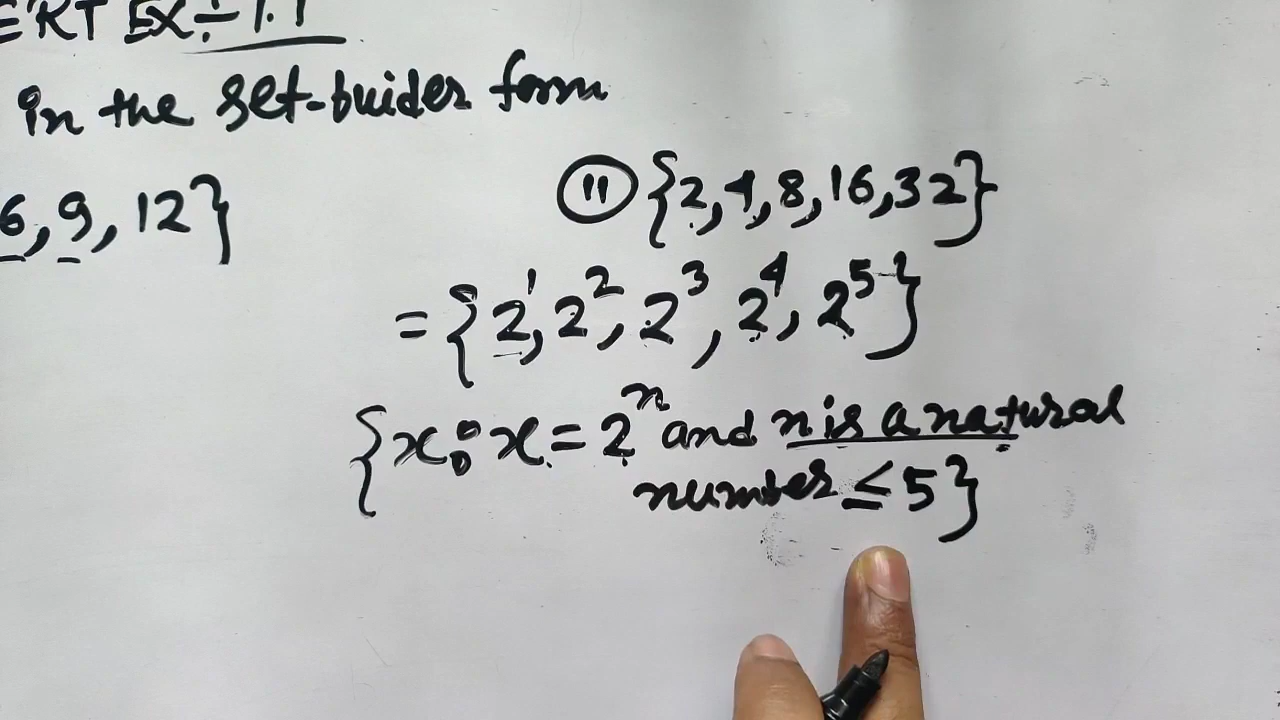 ERT EX÷1.1
in the set-buider form
6, 9, 12}
(ii) {2, 4, 8, 16, 32}
= {2¹, 2², 2³, 2⁴, 2⁵}
{x : x = 2ⁿ and n is a natural
number ≤ 5}